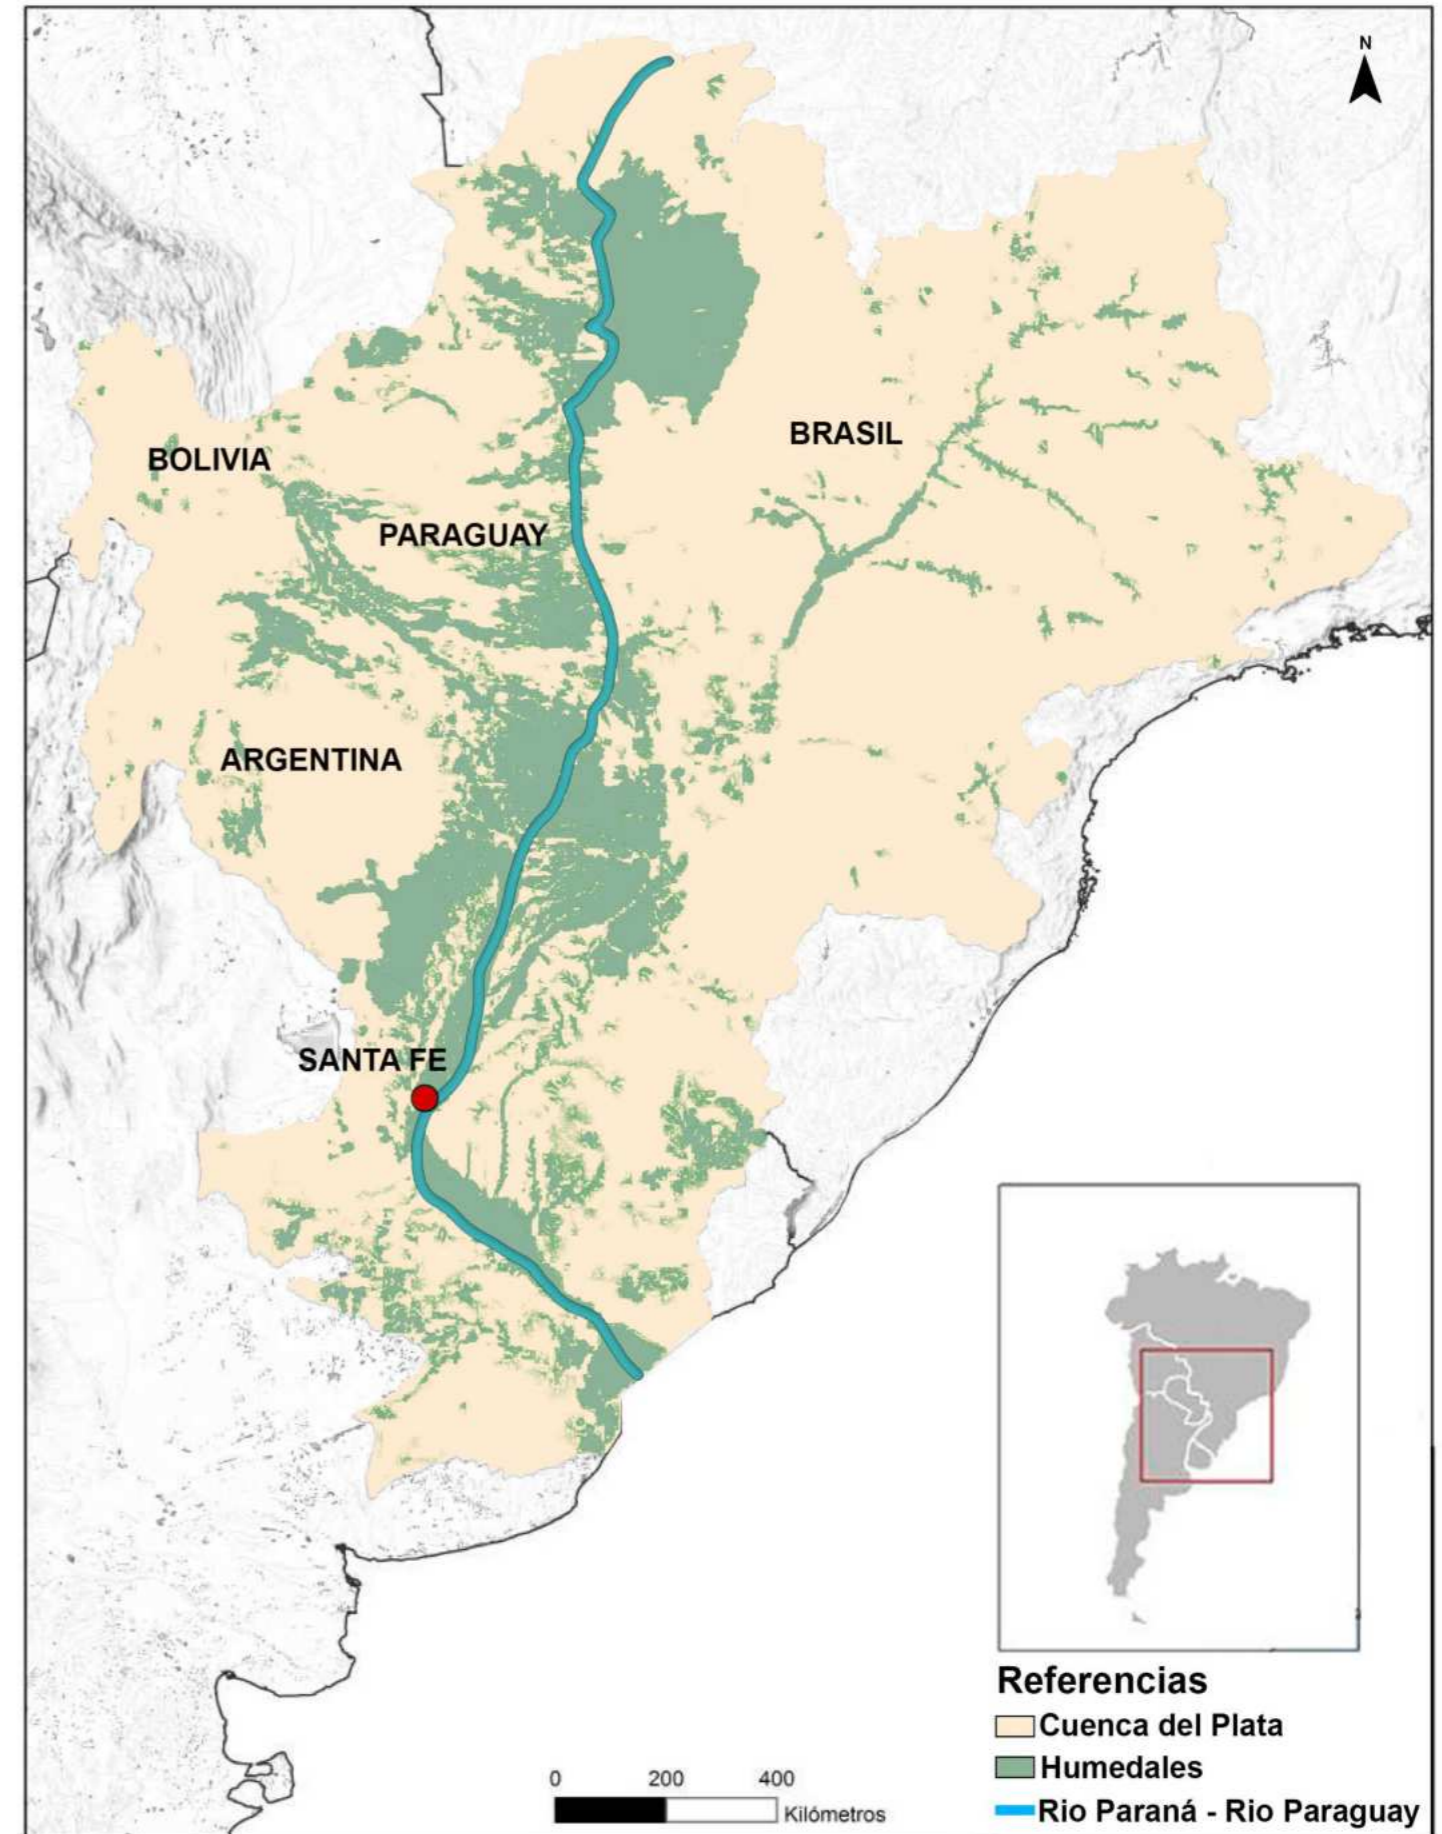 N
BRASIL
BOLIVIA
PARAGUAY
ARGENTINA
SANTA FE
Referencias
Cuenca del Plata
Humedales
Rio Paraná - Rio Paraguay
0 200 400
Kilómetros